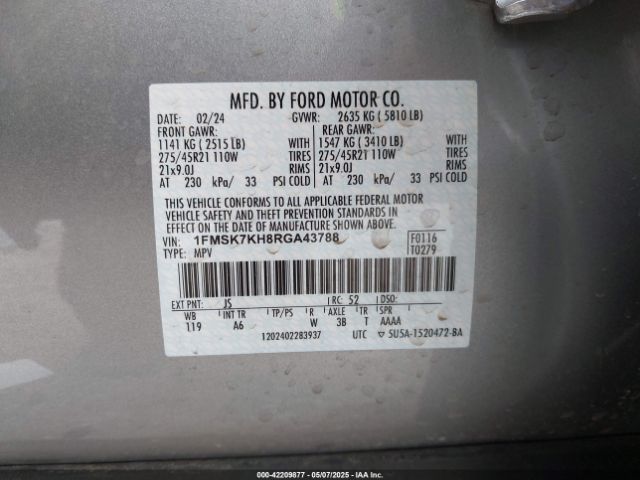 MFD. BY FORD MOTOR CO.
DATE: 02/24 GVWR: 2635 KG ( 5810 LB)
FRONT GAWR: REAR GAWR:
1141 KG ( 2515 LB) WITH 1547 KG ( 3410 LB) WITH
275/45R21 110W TIRES 275/45R21 110W TIRES
21x9.0J RIMS 21x9.0J RIMS
AT 230 kPa/ 33 PSI COLD AT 230 kPa/ 33 PSI COLD
THIS VEHICLE CONFORMS TO ALL APPLICABLE FEDERAL MOTOR
VEHICLE SAFETY AND THEFT PREVENTION STANDARDS IN EFFECT
ON THE DATE OF MANUFACTURE SHOWN ABOVE.
VIN: 1FMSK7KH8RGA43788 F0116
TYPE: MPV T0279
EXT PNT: JS RC: 52 DSO:
WB INT TR TP/PS R AXLE TR SPR
119 A6 W 3B T AAAA
1202402283937 UTC ▽ SU5A-1520472-BA
000-42209877 - 05/07/2025 - IAA Inc.